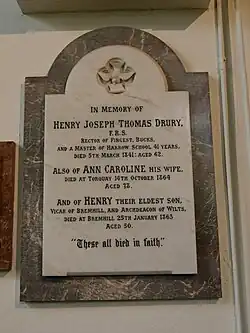 IN MEMORY OF
HENRY JOSEPH THOMAS DRURY,
F.R.S.
RECTOR OF FINGEST, BUCKS,
AND A MASTER OF HARROW SCHOOL 41 YEARS,
DIED 5TH MARCH 1841: AGED 62.
ALSO OF ANN CAROLINE HIS WIFE,
DIED AT TORQUAY 14TH OCTOBER 1864
AGED 78.
AND OF HENRY THEIR ELDEST SON,
VICAR OF BREMHILL, AND ARCHDEACON OF WILTS,
DIED AT BREMHILL 25TH JANUARY 1863
AGED 50.
"These all died in faith."